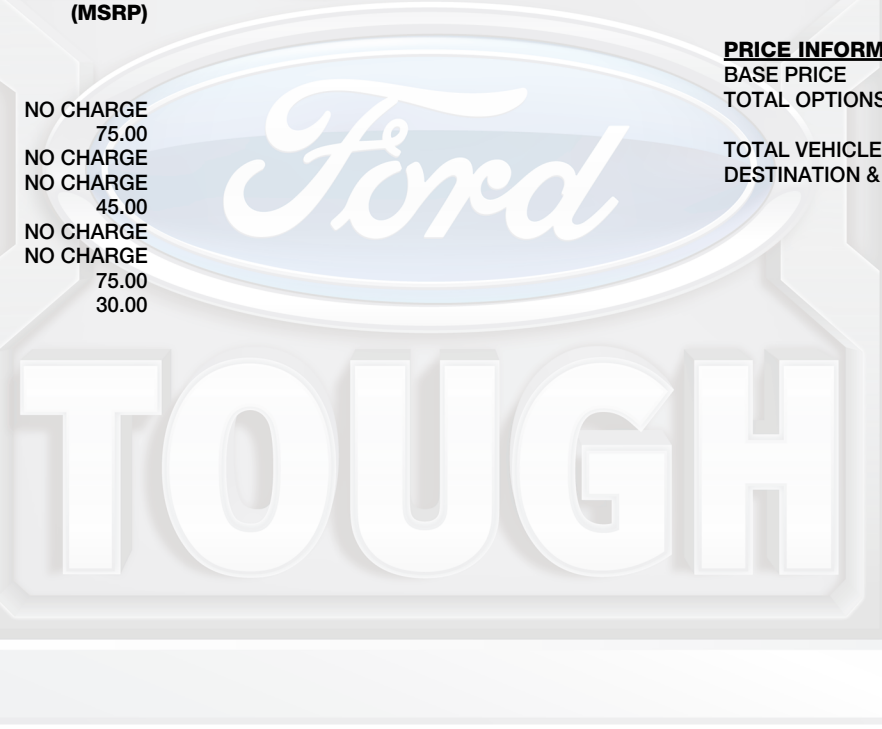 (MSRP)
NO CHARGE
75.00
NO CHARGE
NO CHARGE
45.00
NO CHARGE
NO CHARGE
75.00
30.00
PRICE INFORM
BASE PRICE
TOTAL OPTIONS
TOTAL VEHICLE
DESTINATION &
Ford
TOUGH